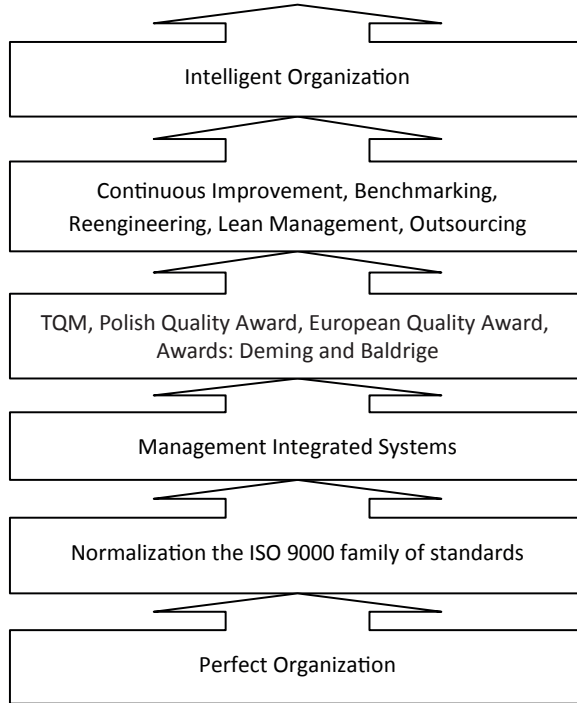 Intelligent Organization
Continuous Improvement, Benchmarking,
Reengineering, Lean Management, Outsourcing
TQM, Polish Quality Award, European Quality Award,
Awards: Deming and Baldrige
Management Integrated Systems
Normalization the ISO 9000 family of standards
Perfect Organization